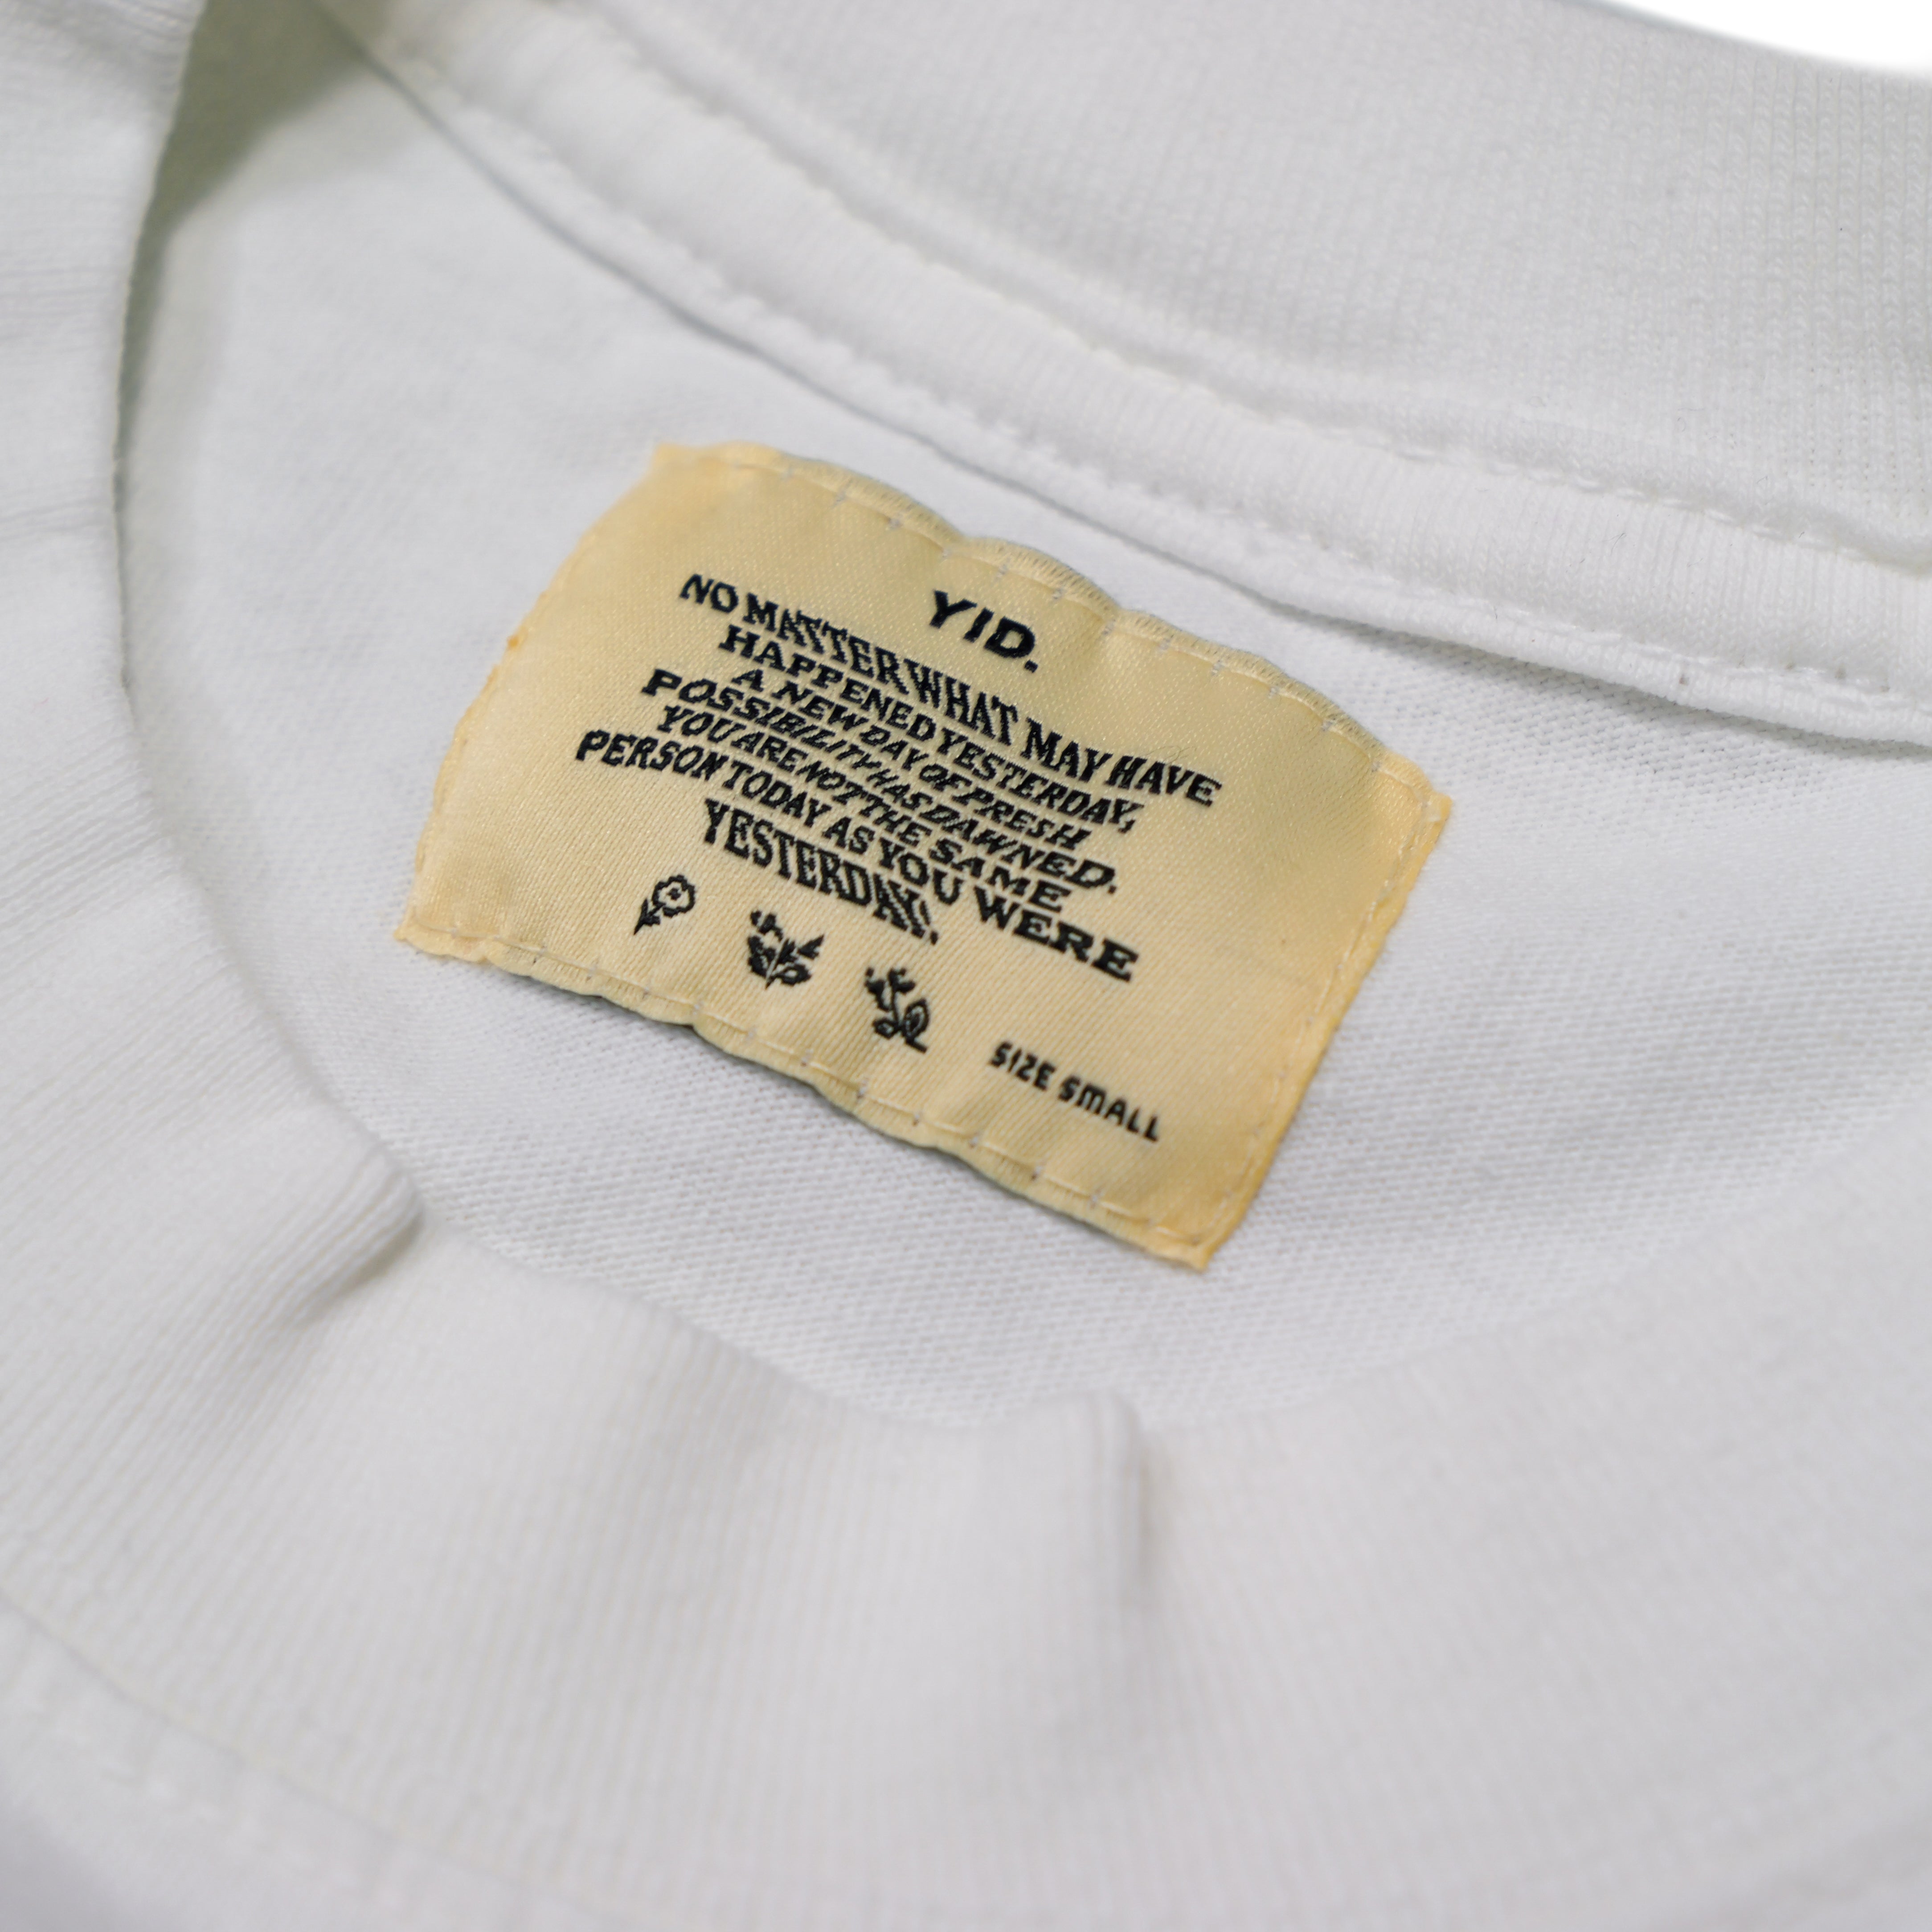 YID.
NO MATTER WHAT MAY HAVE
HAPPENED YESTERDAY,
A NEW DAY OF PRESH
POSSIBILITY HAS DAWNED.
YOU ARE NOT THE SAME
PERSON TODAY AS YOU WERE
YESTERDAY.
SIZE SMALL